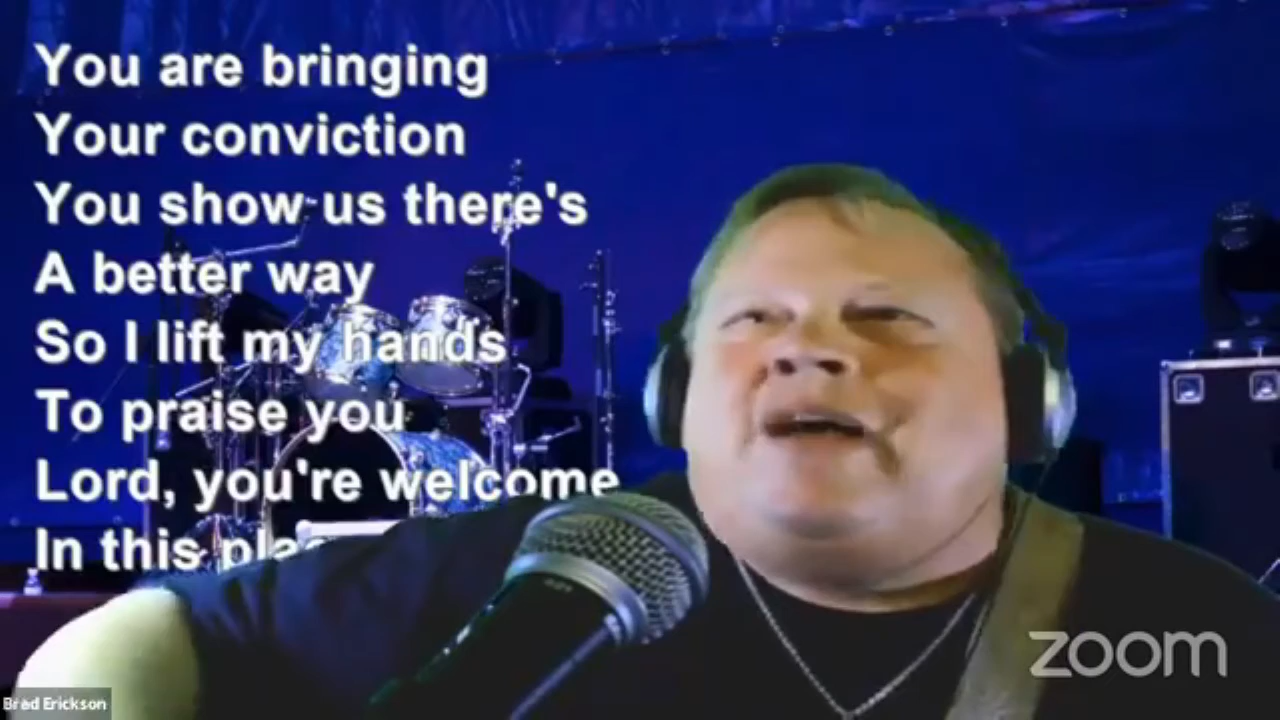 You are bringing
Your conviction
You show us there's
A better way
So I lift my hands
To praise you
Lord, you're welcome
In this
zoom
Brad Erickson